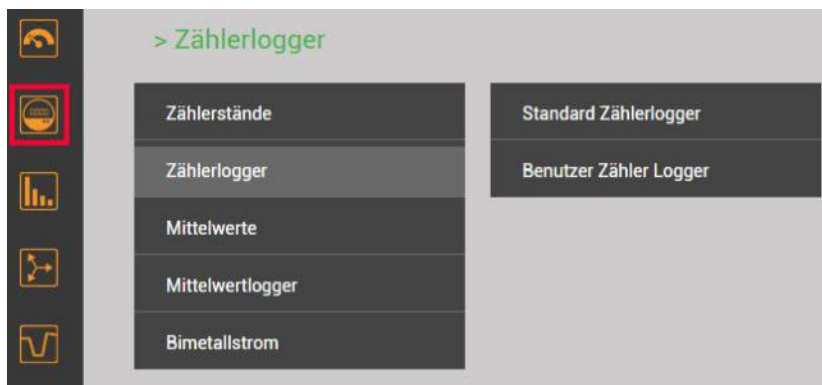 > Zählerlogger
Zählerstände
Zählerlogger
Mittelwerte
Mittelwertlogger
Bimetallstrom
Standard Zählerlogger
Benutzer Zähler Logger